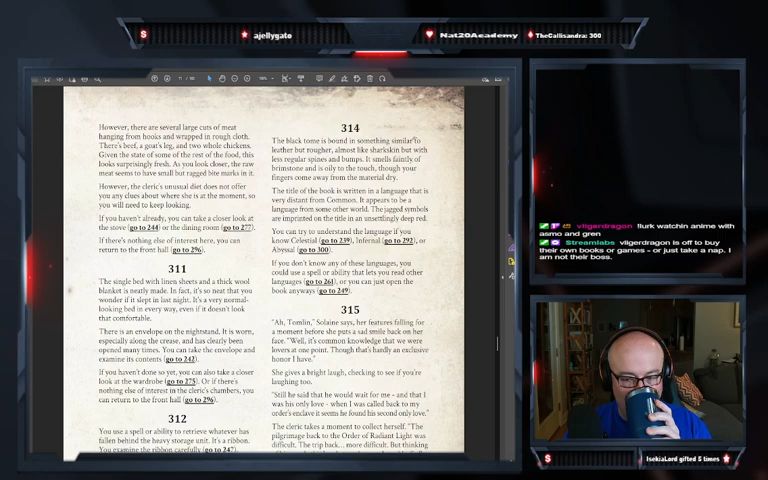 ajellygato
Nat20Academy
TheCallisandra: 300
However, there are several large cuts of meat
hanging from hooks and wrapped in rough cloth.
There's beef, a goat's leg, and two whole chickens.
Given the state of some of the rest of the food, this
looks surprisingly fresh. As you look closer, the raw
meat seems to have small but ragged bite marks in it.
However, the cleric's unusual diet does not offer
you any clues about where she is at the moment, so
you will need to keep looking.
If you haven't already, you can take a closer look at
the stove (go to 244) or the dining room (go to 277).
If there's nothing else of interest here, you can
return to the front hall (go to 296).
311
The single bed with linen sheets and a thick wool
blanket is neatly made. In fact, it's so neat that you
wonder if it slept in last night. It's a very normal-
looking bed in every way, even if it doesn't look
that comfortable.
There is an envelope on the nightstand. It is worn,
especially along the crease, and has clearly been
opened many times. You can take the envelope and
examine its contents (go to 242)
If you haven't done so yet, you can also take a closer
look at the wardrobe (go to 275). Or if there's
nothing else of interest in the cleric's chambers, you
can return to the front hall (go to 296).
312
You use a spell or ability to retrieve whatever has
fallen behind the heavy storage unit. It's a ribbon.
You examine the ribbon carefully (go to 247).
314
The black tome is bound in something similar to
leather but rougher, almost like sharkskin but with
less regular spines and bumps. It smells faintly of
brimstone and is oily to the touch, though your
fingers come away from the material dry.
The title of the book is written in a language that is
very distant from Common. It appears to be a
language from some other world. The jagged symbols
are imprinted on the title in an unsettlingly deep red.
You can try to understand the language if you
know Celestial (go to 239), Infernal (go to 292), or
Abyssal (go to 300).
If you don't know any of these languages, you
could use a spell or ability that lets you read other
languages (go to 261), or you can just open the
book anyways (go to 249).
315
"Ah, Tomlin," Solaine says, her features falling for
a moment before she puts a sad smile back on her
face. "Well, it's common knowledge that we were
lovers at one point. Though that's hardly an exclusive
honor I have."
She gives a bright laugh, checking to see if you're
laughing too.
"Still he said that he would wait for me - and that I
was his only love - when I was called back to my
order's enclave it seems he found his second only love."
The cleric takes a moment to collect herself. "The
pilgrimage back to the Order of Radiant Light was
difficult. The trip back... more difficult. But thinking
vilgerdragon !lurk watchin anime with
asmo and gren
Streamlabs vilgerdragon is off to buy
their own books or games - or just take a nap. I
am not their boss.
IsekiaLord gifted 5 times